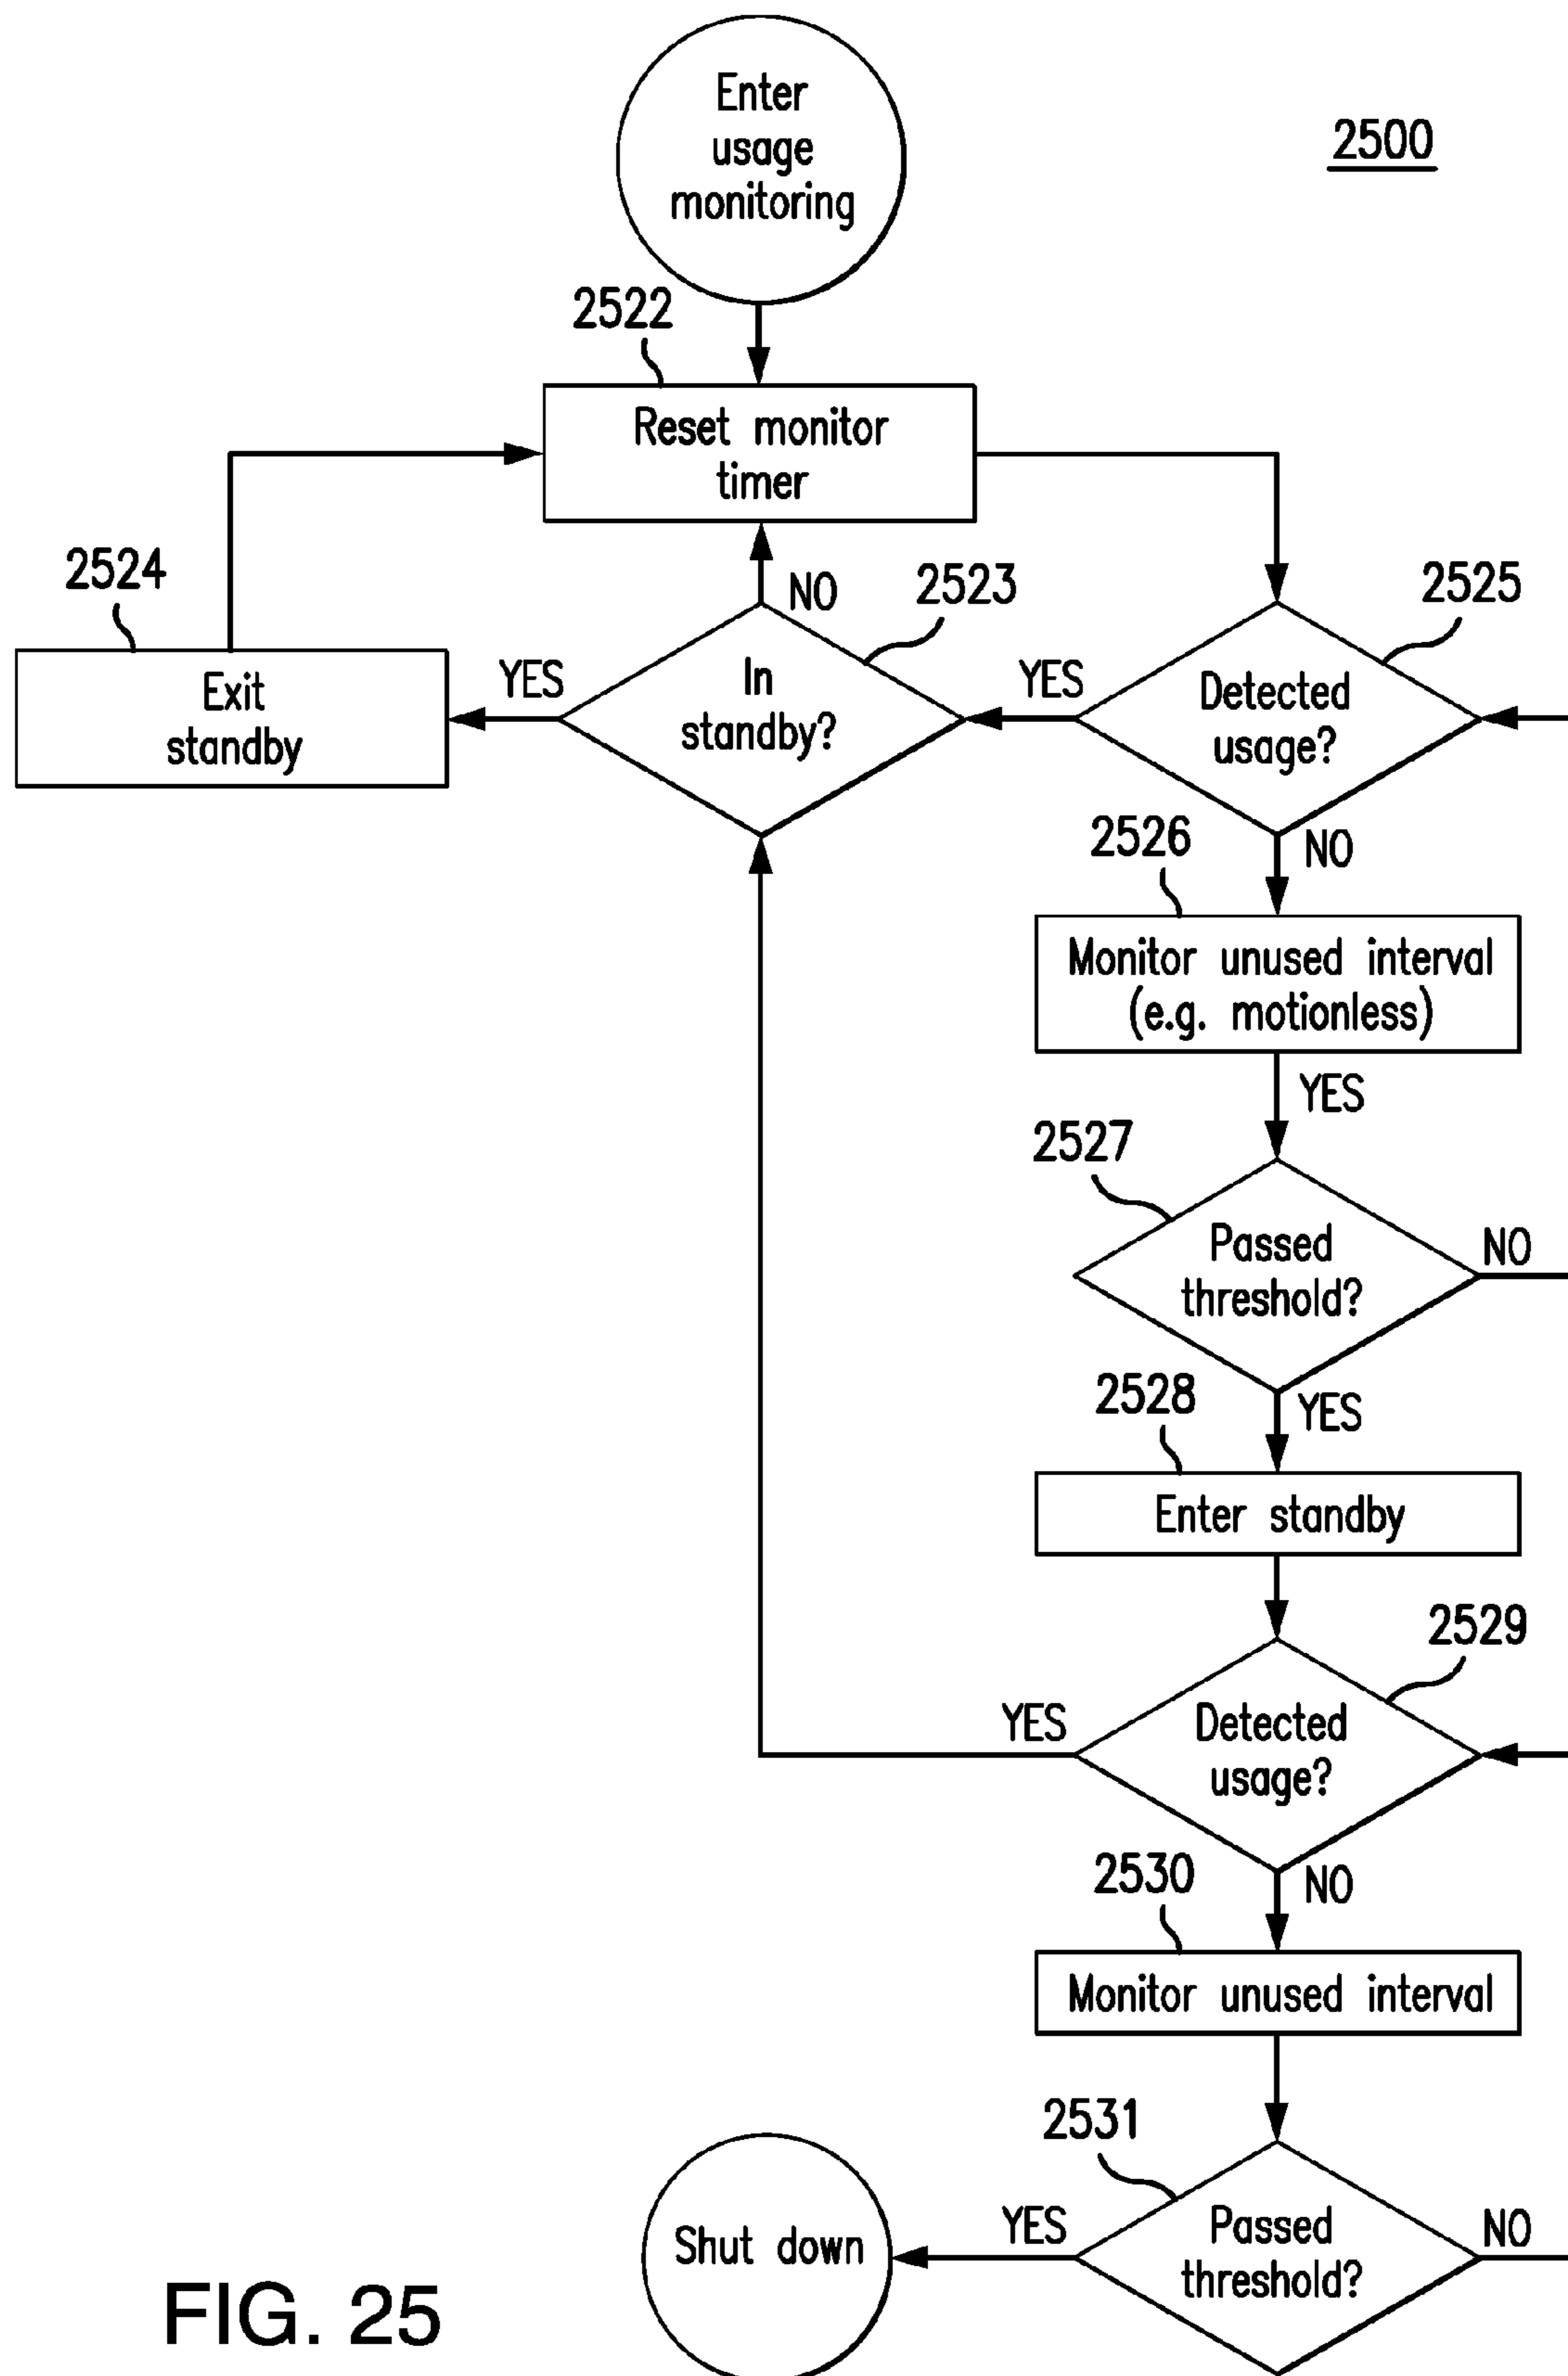 Enter
usage
monitoring
2500
2522
Reset monitor
timer
2524
NO
2523
2525
Exit
standby
YES
In
standby?
YES
Detected
usage?
2526
NO
Monitor unused interval
(e.g. motionless)
YES
2527
Passed
threshold?
NO
2528
YES
Enter standby
2529
YES
Detected
usage?
2530
NO
Monitor unused interval
2531
Shut down
YES
Passed
threshold?
NO
FIG. 25